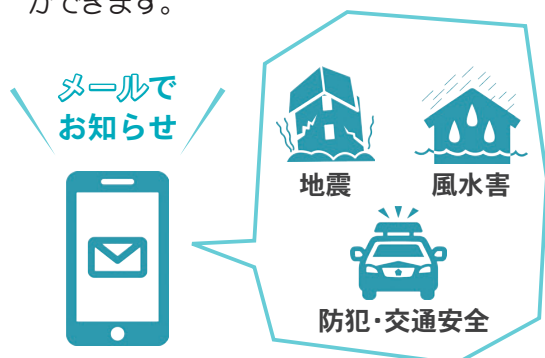 ができます。
メールで
お知らせ
地震
風水害
防犯・交通安全